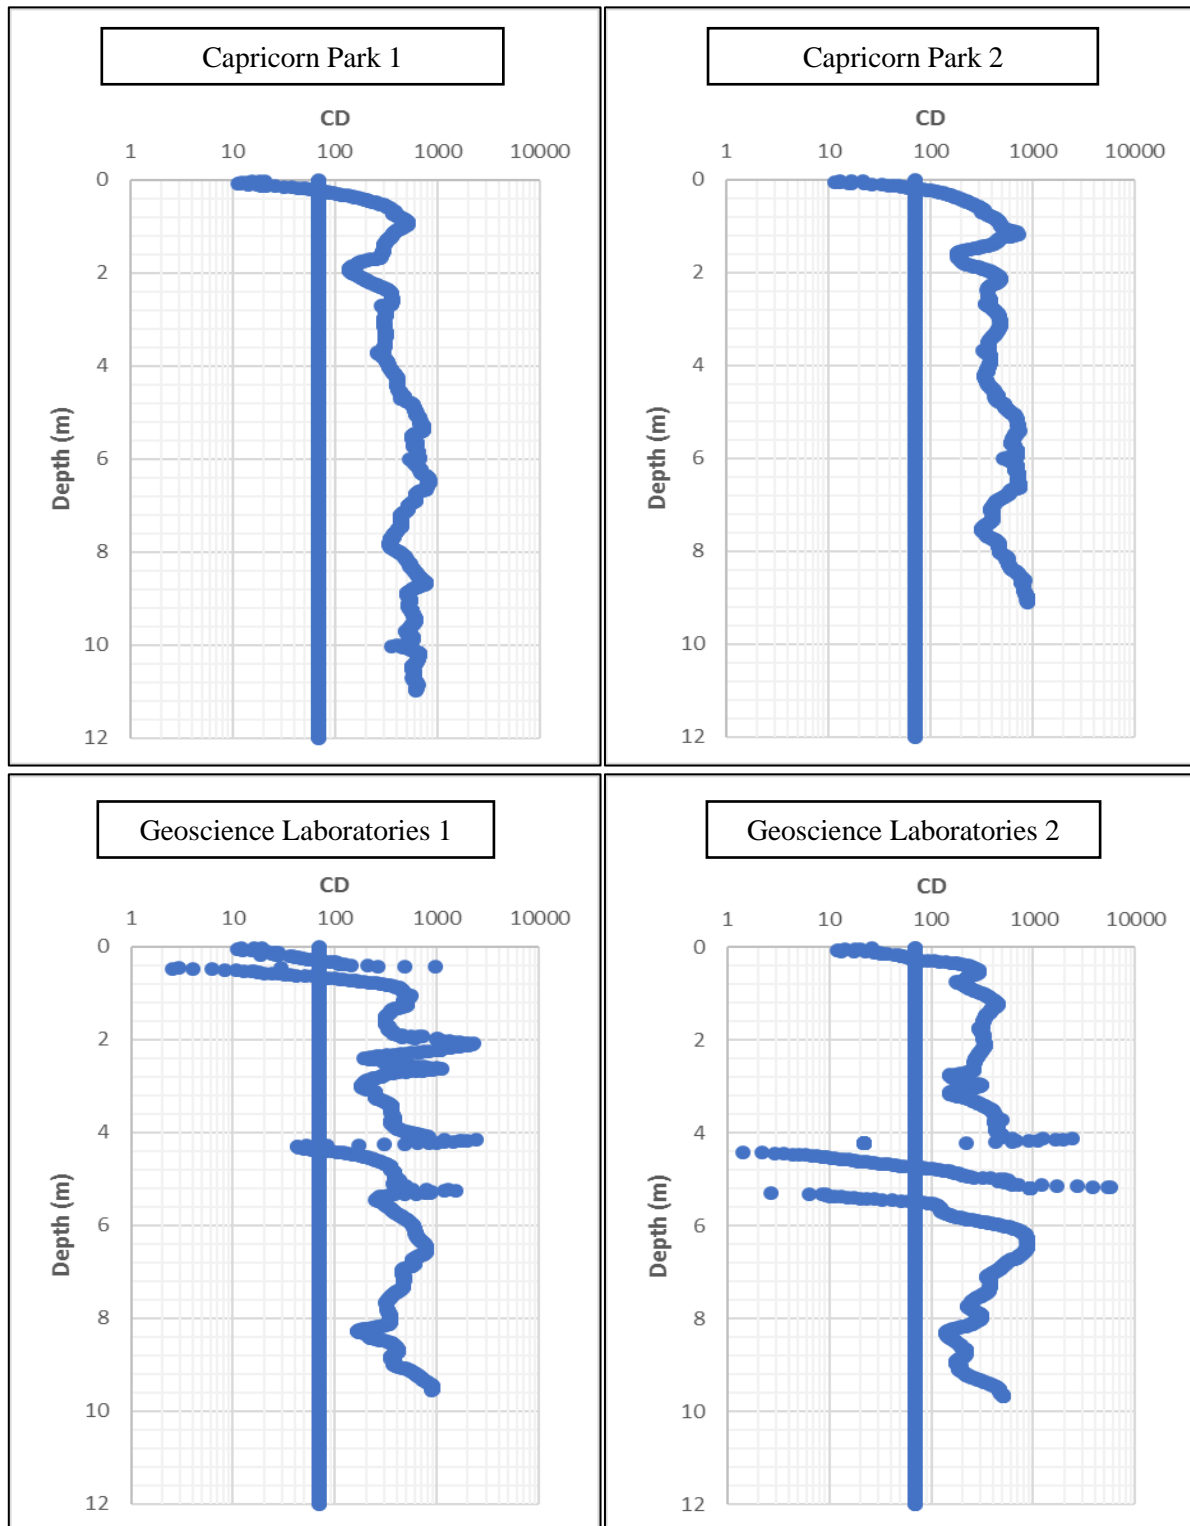 Capricorn Park 1
CD
1 10 100 1000 10000
0
2
4
6
8
10
12
Depth (m)
Capricorn Park 2
CD
1 10 100 1000 10000
0
2
4
6
8
10
12
Depth (m)
Geoscience Laboratories 1
CD
1 10 100 1000 10000
0
2
4
6
8
10
12
Depth (m)
Geoscience Laboratories 2
CD
1 10 100 1000 10000
0
2
4
6
8
10
12
Depth (m)